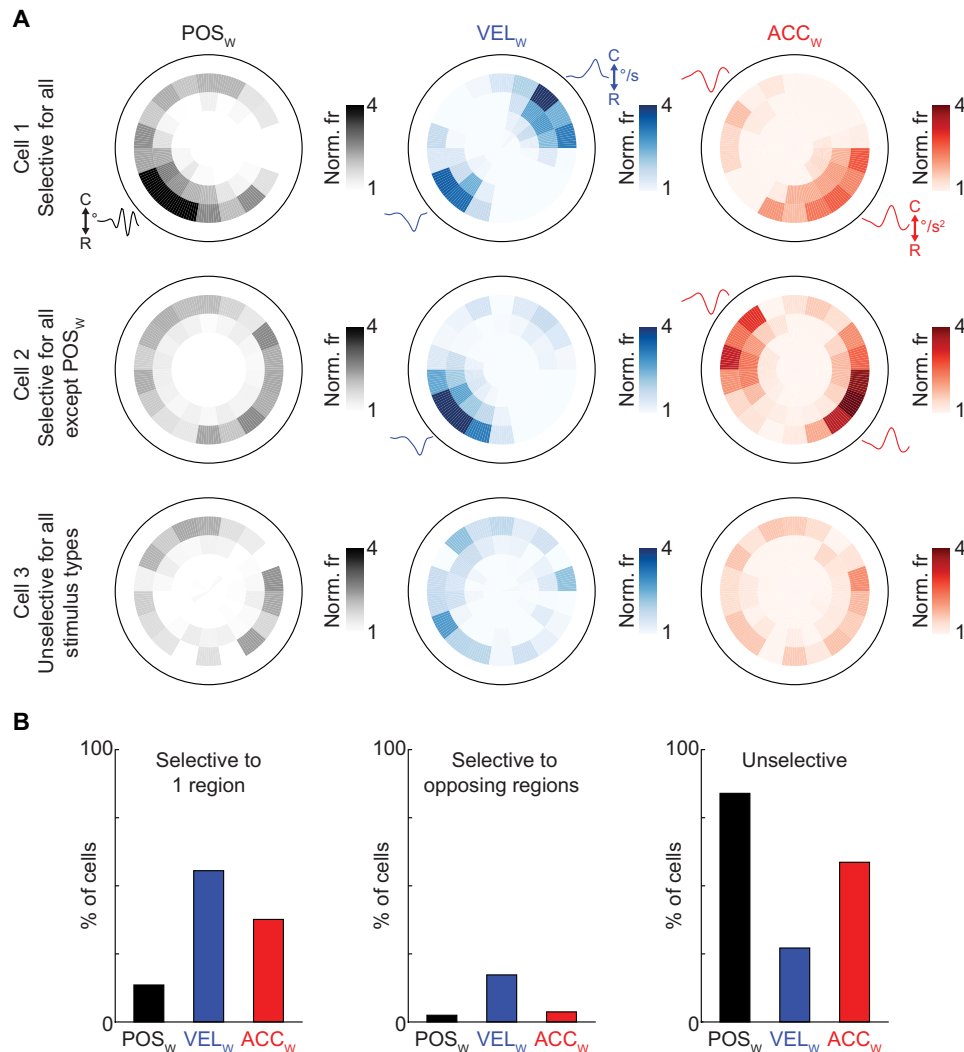 A
POSW
VELW
ACCW
Cell 1
Selective for all
C
°
R
Norm. fr
4
1
C
°/s
R
Norm. fr
4
1
C
°/s²
R
Norm. fr
4
1
Cell 2
Selective for all
except POSW
Norm. fr
4
1
Norm. fr
4
1
Norm. fr
4
1
Cell 3
Unselective for all
stimulus types
Norm. fr
4
1
Norm. fr
4
1
Norm. fr
4
1
B
Selective to
1 region
% of cells
100
0
POSW VELW ACCW
Selective to
opposing regions
% of cells
100
0
POSW VELW ACCW
Unselective
% of cells
100
0
POSW VELW ACCW